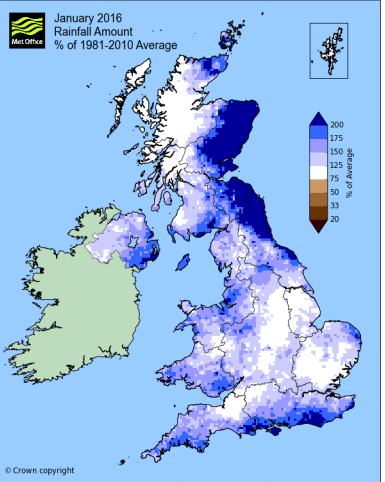 Met Office
January 2016
Rainfall Amount
% of 1981-2010 Average
200
175
150
125
75
50
33
20
% of Average
© Crown copyright